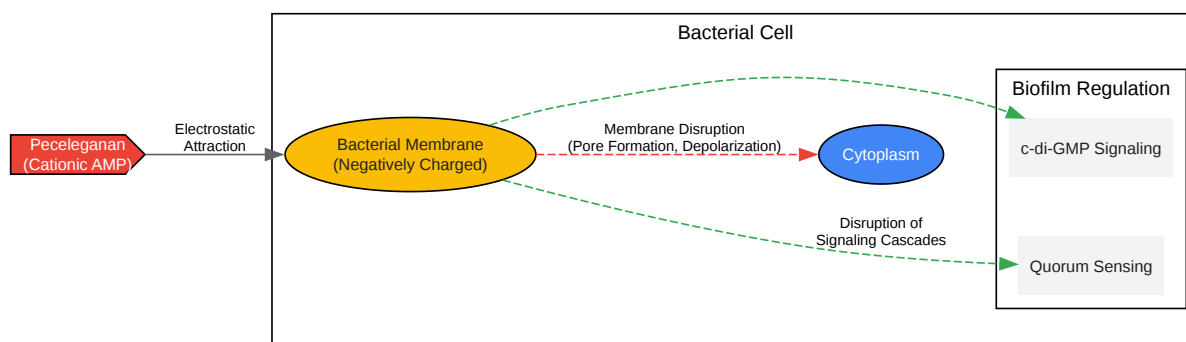 Bacterial Cell
Biofilm Regulation
Peceleganan
(Cationic AMP)
Electrostatic
Attraction
Bacterial Membrane
(Negatively Charged)
Membrane Disruption
(Pore Formation, Depolarization)
Cytoplasm
c-di-GMP Signaling
Disruption of
Signaling Cascades
Quorum Sensing